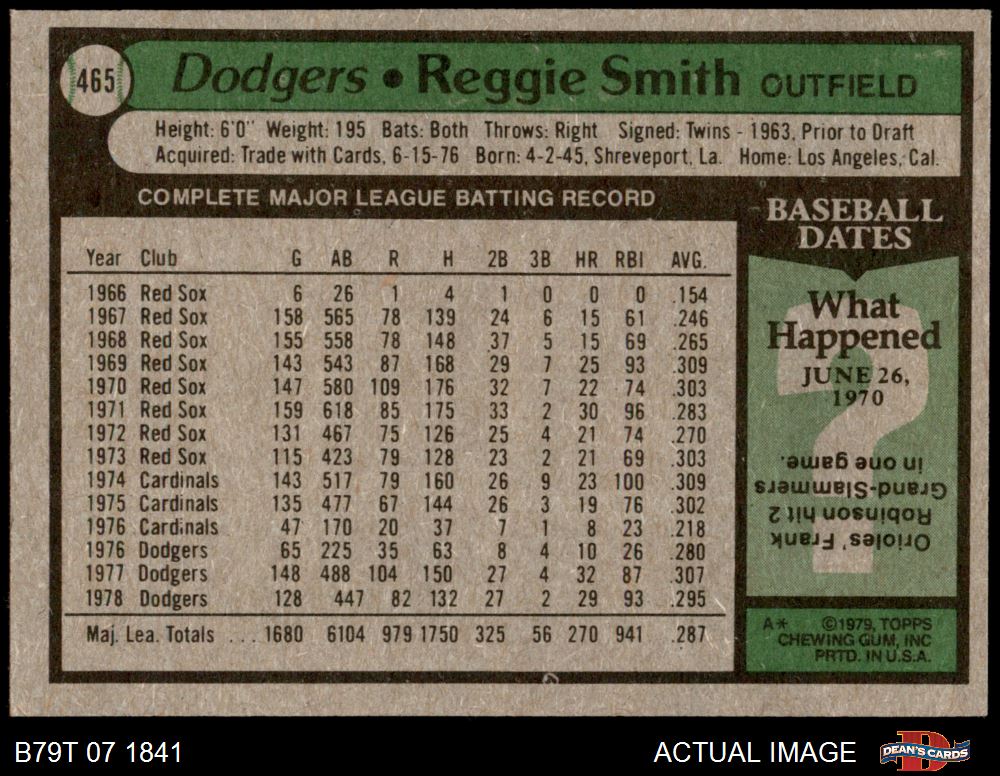 465
Dodgers • Reggie Smith OUTFIELD
Height: 6'0" Weight: 195 Bats: Both Throws: Right Signed: Twins - 1963, Prior to Draft
Acquired: Trade with Cards, 6-15-76 Born: 4-2-45, Shreveport, La. Home: Los Angeles, Cal.
COMPLETE MAJOR LEAGUE BATTING RECORD
Year Club G AB R H 2B 3B HR RBI AVG.
1966 Red Sox 6 26 1 4 1 0 0 0 .154
1967 Red Sox 158 565 78 139 24 6 15 61 .246
1968 Red Sox 155 558 78 148 37 5 15 69 .265
1969 Red Sox 143 543 87 168 29 7 25 93 .309
1970 Red Sox 147 580 109 176 32 7 22 74 .303
1971 Red Sox 159 618 85 175 33 2 30 96 .283
1972 Red Sox 131 467 75 126 25 4 21 74 .270
1973 Red Sox 115 423 79 128 23 2 21 69 .303
1974 Cardinals 143 517 79 160 26 9 23 100 .309
1975 Cardinals 135 477 67 144 26 3 19 76 .302
1976 Cardinals 47 170 20 37 7 1 8 23 .218
1976 Dodgers 65 225 35 63 8 4 10 26 .280
1977 Dodgers 148 488 104 150 27 4 32 87 .307
1978 Dodgers 128 447 82 132 27 2 29 93 .295
Maj. Lea. Totals ... 1680 6104 979 1750 325 56 270 941 .287
BASEBALL
DATES
What
Happened
JUNE 26,
1970
?
Orioles' Frank
Robinson hit 2
Grand-Slammers
in one game.
A* ©1979, TOPPS
CHEWING GUM, INC
PRTD. IN U.S.A.
B79T 07 1841
ACTUAL IMAGE
D
DEAN'S CARDS